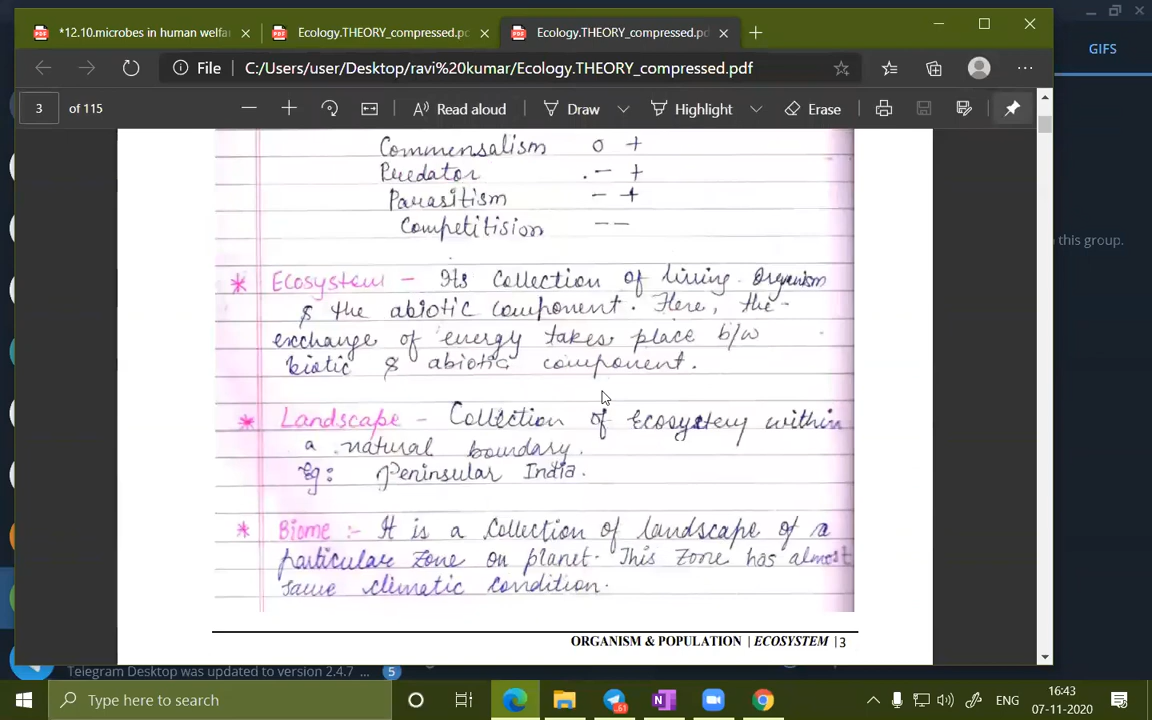 GIFS
*12.10.microbes in human welfar
Ecology.THEORY_compressed.pd
Ecology.THEORY_compressed.pd
File
C:/Users/user/Desktop/ravi%20kumar/Ecology.THEORY_compressed.pdf
3 of 115
Read aloud
Draw
Highlight
Erase
Commensalism 0 +
Predator - +
Parasitism - +
Competitision - -
* Ecosystem - Its Collection of living Organism
& the abiotic component. Here, the
exchange of energy takes place b/w
biotic & abiotic component.
* Landscape - Collection of Ecosystem within
a natural boundary.
Eg: Peninsular India.
* Biome :- It is a Collection of landscape of a
particular zone on planet. This zone has almost
same climatic condition.
ORGANISM & POPULATION | ECOSYSTEM | 3
this group.
Telegram Desktop was updated to version 2.4.7 ...
5
Type here to search
61
ENG
16:43
07-11-2020